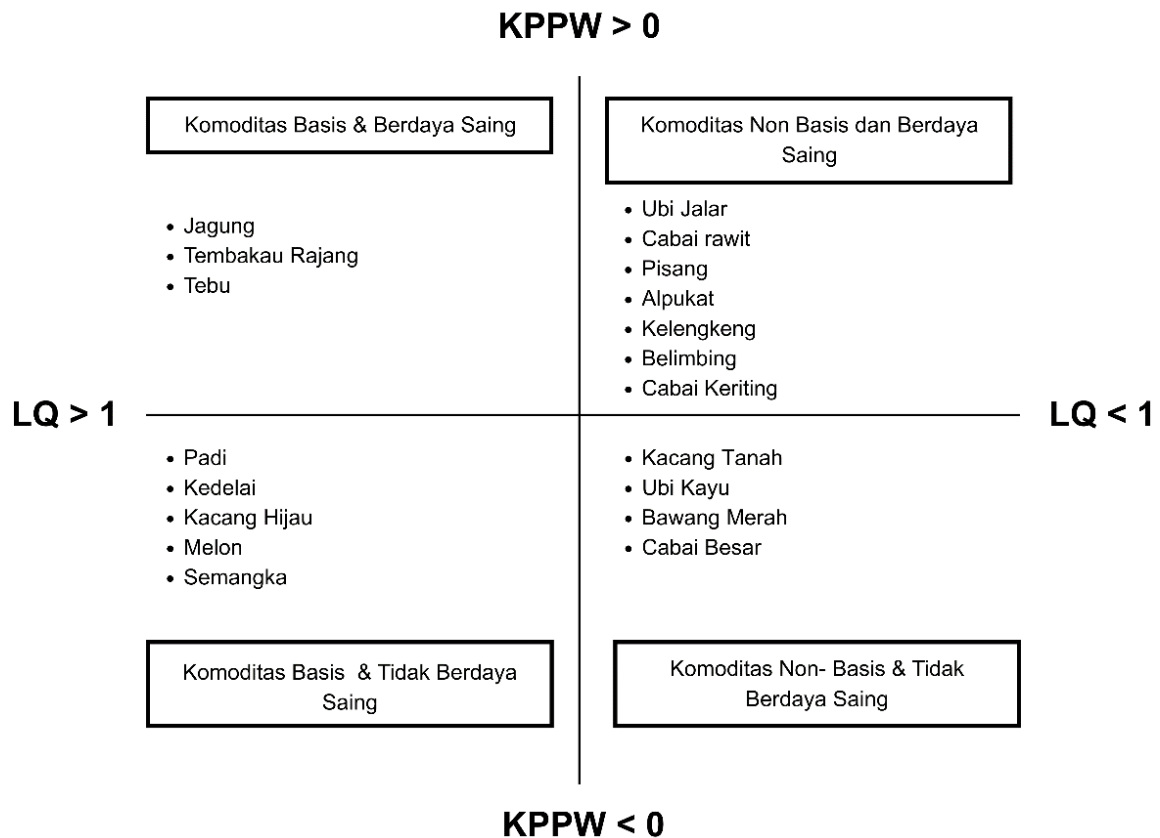 KPPW > 0
Komoditas Basis & Berdaya Saing
• Jagung
• Tembakau Rajang
• Tebu
Komoditas Non Basis dan Berdaya
Saing
• Ubi Jalar
• Cabai rawit
• Pisang
• Alpukat
• Kelengkeng
• Belimbing
• Cabai Keriting
LQ > 1
LQ < 1
• Padi
• Kedelai
• Kacang Hijau
• Melon
• Semangka
Komoditas Basis & Tidak Berdaya
Saing
• Kacang Tanah
• Ubi Kayu
• Bawang Merah
• Cabai Besar
Komoditas Non- Basis & Tidak
Berdaya Saing
KPPW < 0